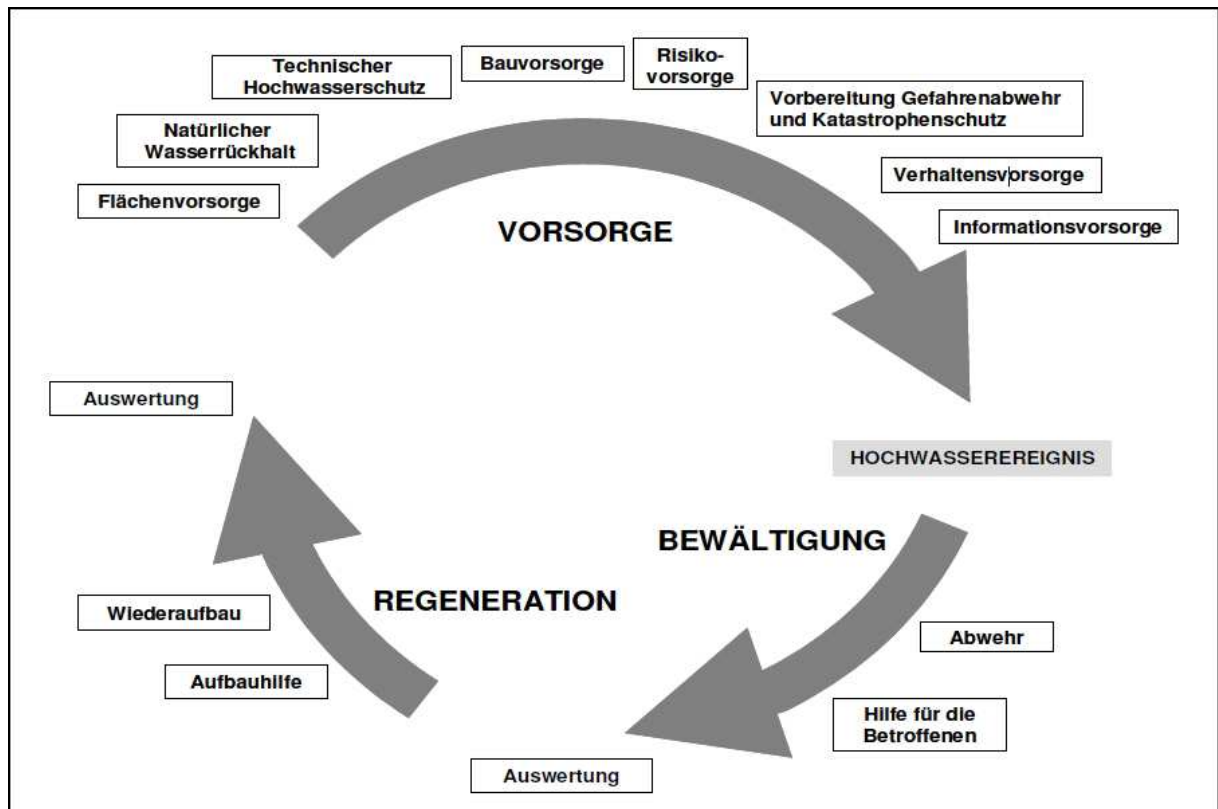 Technischer
Hochwasserschutz
Bauvorsorge
Risiko-
vorsorge
Vorbereitung Gefahrenabwehr
und Katastrophenschutz
Natürlicher
Wasserrückhalt
Verhaltensvorsorge
Flächenvorsorge
Informationsvorsorge
VORSORGE
Auswertung
HOCHWASSEREREIGNIS
BEWÄLTIGUNG
REGENERATION
Wiederaufbau
Abwehr
Aufbauhilfe
Hilfe für die
Betroffenen
Auswertung